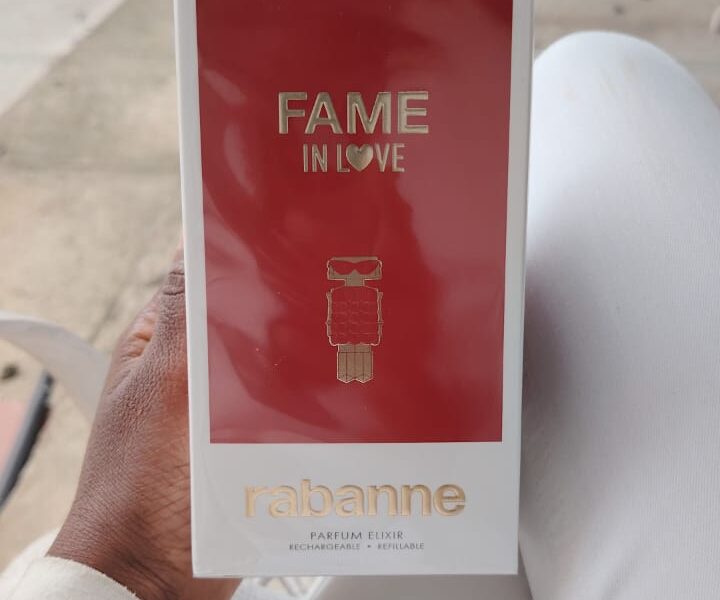 FAME
IN LOVE
rabanne
PARFUM ELIXIR
RECHARGEABLE • REFILLABLE